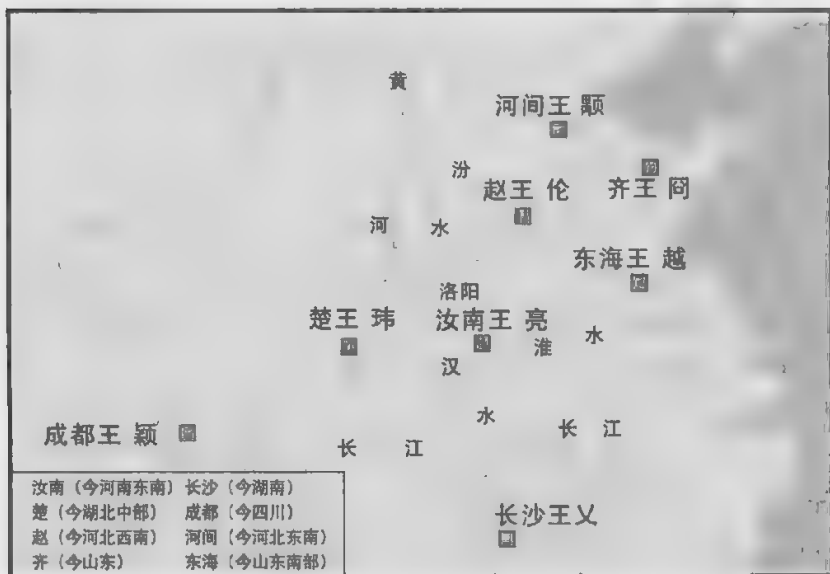 黄
河间王 颙
汾
赵王 伦
齐王 冏
河
水
东海王 越
洛阳
楚王 玮
汝南王 亮
淮
水
汉
水
成都王 颖
长
江
长
江
长沙王乂
汝南（今河南东南）长沙（今湖南）
楚（今湖北中部） 成都（今四川）
赵（今河北西南） 河间（今河北东南）
齐（今山东） 东海（今山东南部）